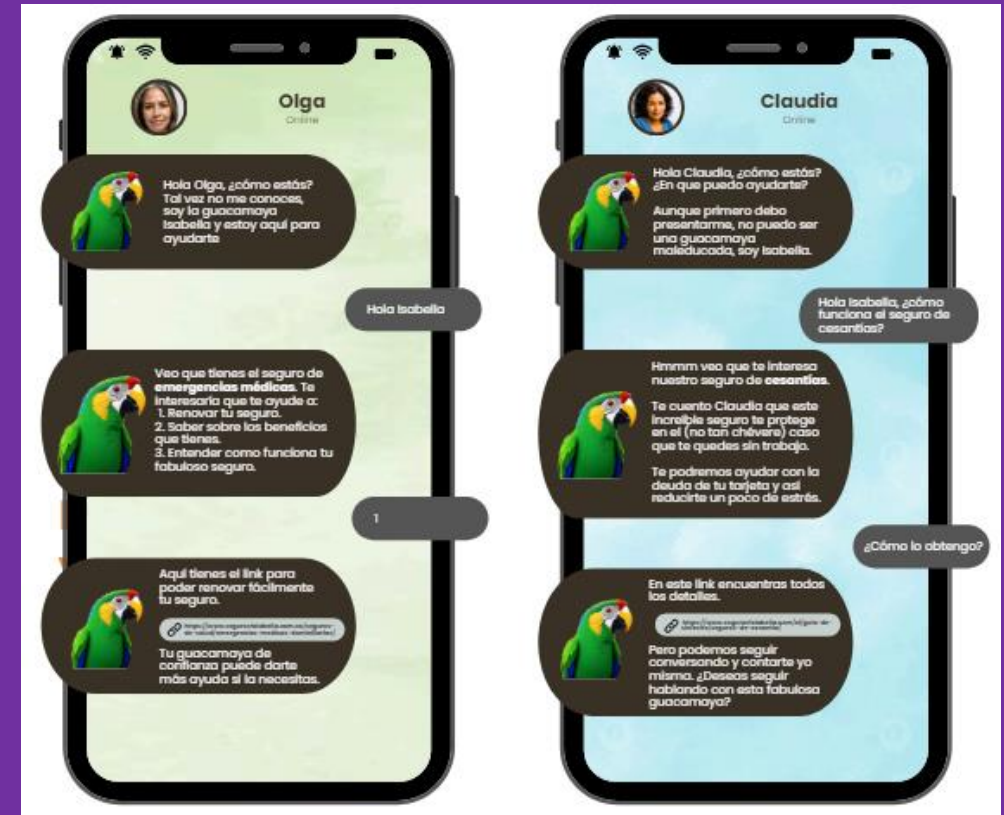 Olga
Online
Hola Olga, ¿cómo estás?
Tal vez no me conoces,
soy la guacamaya
Isabella y estoy aquí para
ayudarte
Hola Isabella
Veo que tienes el seguro de
emergencias médicas. Te
interesaría que te ayude a:
1. Renovar tu seguro.
2. Saber sobre los beneficios
que tienes.
3. Entender como funciona tu
fabuloso seguro.
1
Aquí tienes el link para
poder renovar fácilmente
tu seguro.
Tu guacamaya de
confianza puede darte
más ayuda si la necesitas.
Claudia
Online
Hola Claudia, ¿cómo estás?
¿En que puedo ayudarte?
Aunque primero debo
presentarme, no puedo ser
una guacamaya
maleducada, soy Isabella.
Hola Isabella, ¿cómo
funciona el seguro de
cesantías?
Hmmm veo que te interesa
nuestro seguro de cesantías.
Te cuento Claudia que este
increíble seguro te protege
en el (no tan chévere) caso
que te quedes sin trabajo.
Te podremos ayudar con la
deuda de tu tarjeta y así
reducirte un poco de estrés.
¿Cómo lo obtengo?
En este link encuentras todos
los detalles.
Pero podemos seguir
conversando y contarte yo
misma. ¿Deseas seguir
hablando con esta fabulosa
guacamaya?